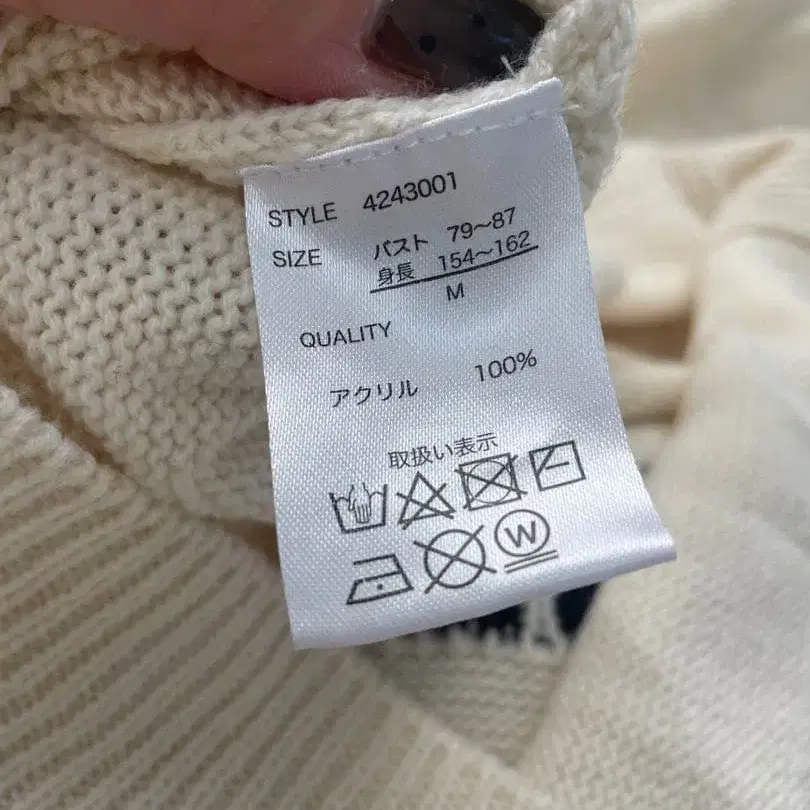 STYLE 4243001
SIZE バスト 79～87
身長 154～162
M
QUALITY
アクリル 100%
取扱い表示
W